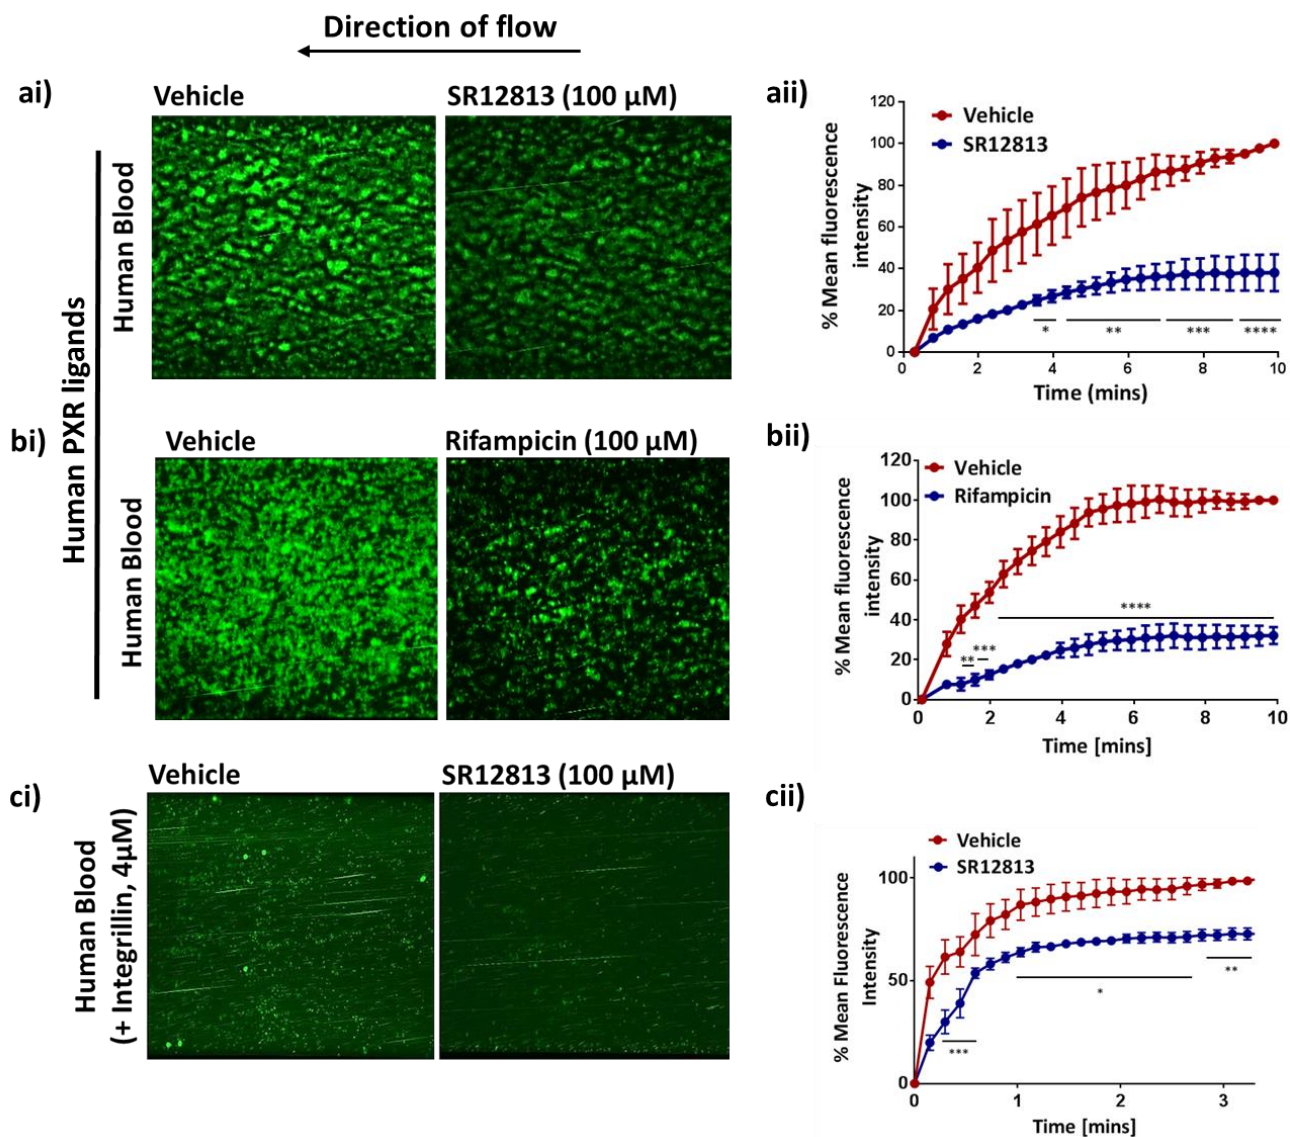 Direction of flow
ai)
Vehicle
SR12813 (100 µM)
Human Blood
aii)
Vehicle
SR12813
% Mean fluorescence
intensity
120
100
80
60
40
20
0
0 2 4 6 8 10
* ** *** ****
Time (mins)
Human PXR ligands
bi)
Vehicle
Rifampicin (100 µM)
Human Blood
bii)
Vehicle
Rifampicin
% Mean fluorescence
intensity
120
100
80
60
40
20
0
0 2 4 6 8 10
** *** ****
Time [mins]
ci)
Vehicle
SR12813 (100 µM)
Human Blood
(+ Integrillin, 4µM)
cii)
Vehicle
SR12813
% Mean Fluorescence
Intensity
100
50
0
0 1 2 3
*** * **
Time [mins]